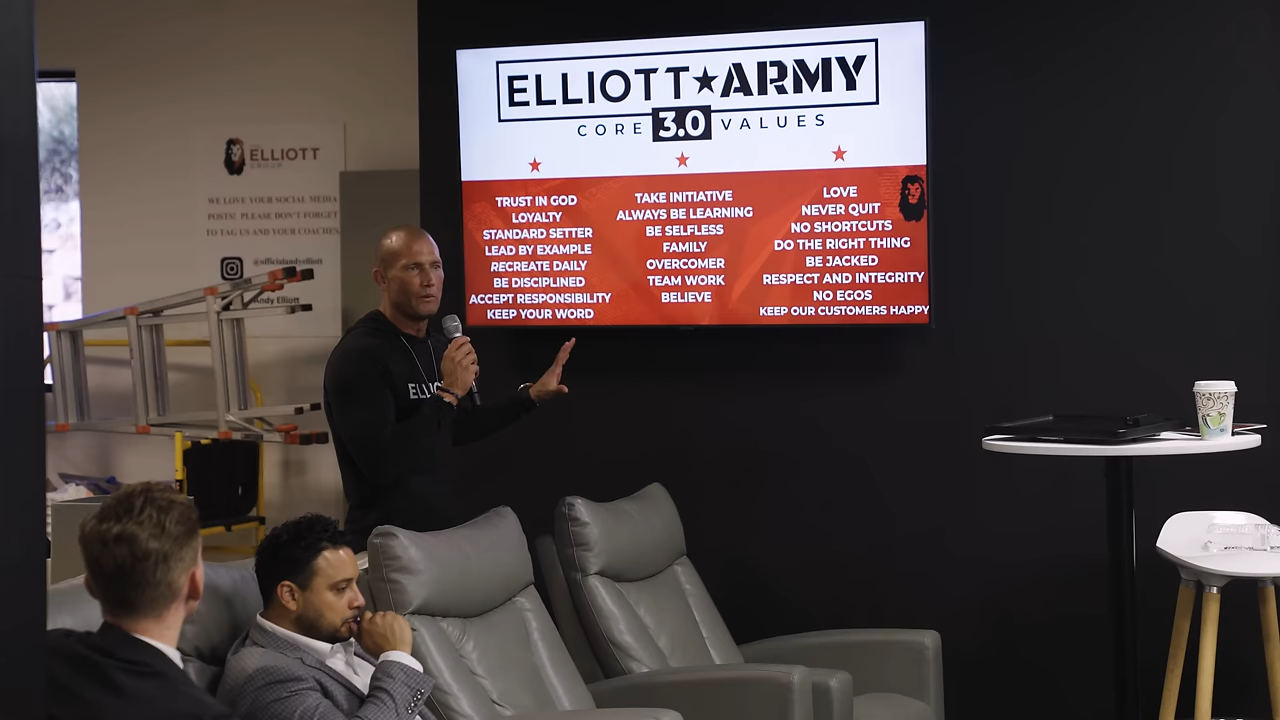 ELLIOTT★ARMY
CORE 3.0 VALUES
TRUST IN GOD
LOYALTY
STANDARD SETTER
LEAD BY EXAMPLE
RECREATE DAILY
BE DISCIPLINED
ACCEPT RESPONSIBILITY
KEEP YOUR WORD
TAKE INITIATIVE
ALWAYS BE LEARNING
BE SELFLESS
FAMILY
OVERCOMER
TEAM WORK
BELIEVE
LOVE
NEVER QUIT
NO SHORTCUTS
DO THE RIGHT THING
BE JACKED
RESPECT AND INTEGRITY
NO EGOS
KEEP OUR CUSTOMERS HAPPY
ELLIOTT
GROUP
WE LOVE YOUR SOCIAL MEDIA
POSTS! PLEASE DON'T FORGET
TO TAG US AND YOUR COACHES
@officialandyelliott
Andy Elliott